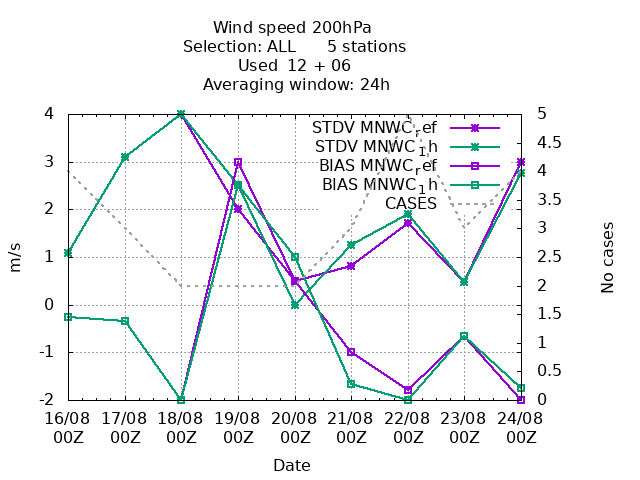 Wind speed 200hPa
Selection: ALL 5 stations
Used 12 + 06
Averaging window: 24h
STDV MNWC_ref
STDV MNWC_1h
BIAS MNWC_ref
BIAS MNWC_1h
CASES
4
3
2
1
0
-1
-2
m/s
5
4.5
4
3.5
3
2.5
2
1.5
1
0.5
0
No cases
16/08 17/08 18/08 19/08 20/08 21/08 22/08 23/08 24/08
00Z 00Z 00Z 00Z 00Z 00Z 00Z 00Z 00Z
Date